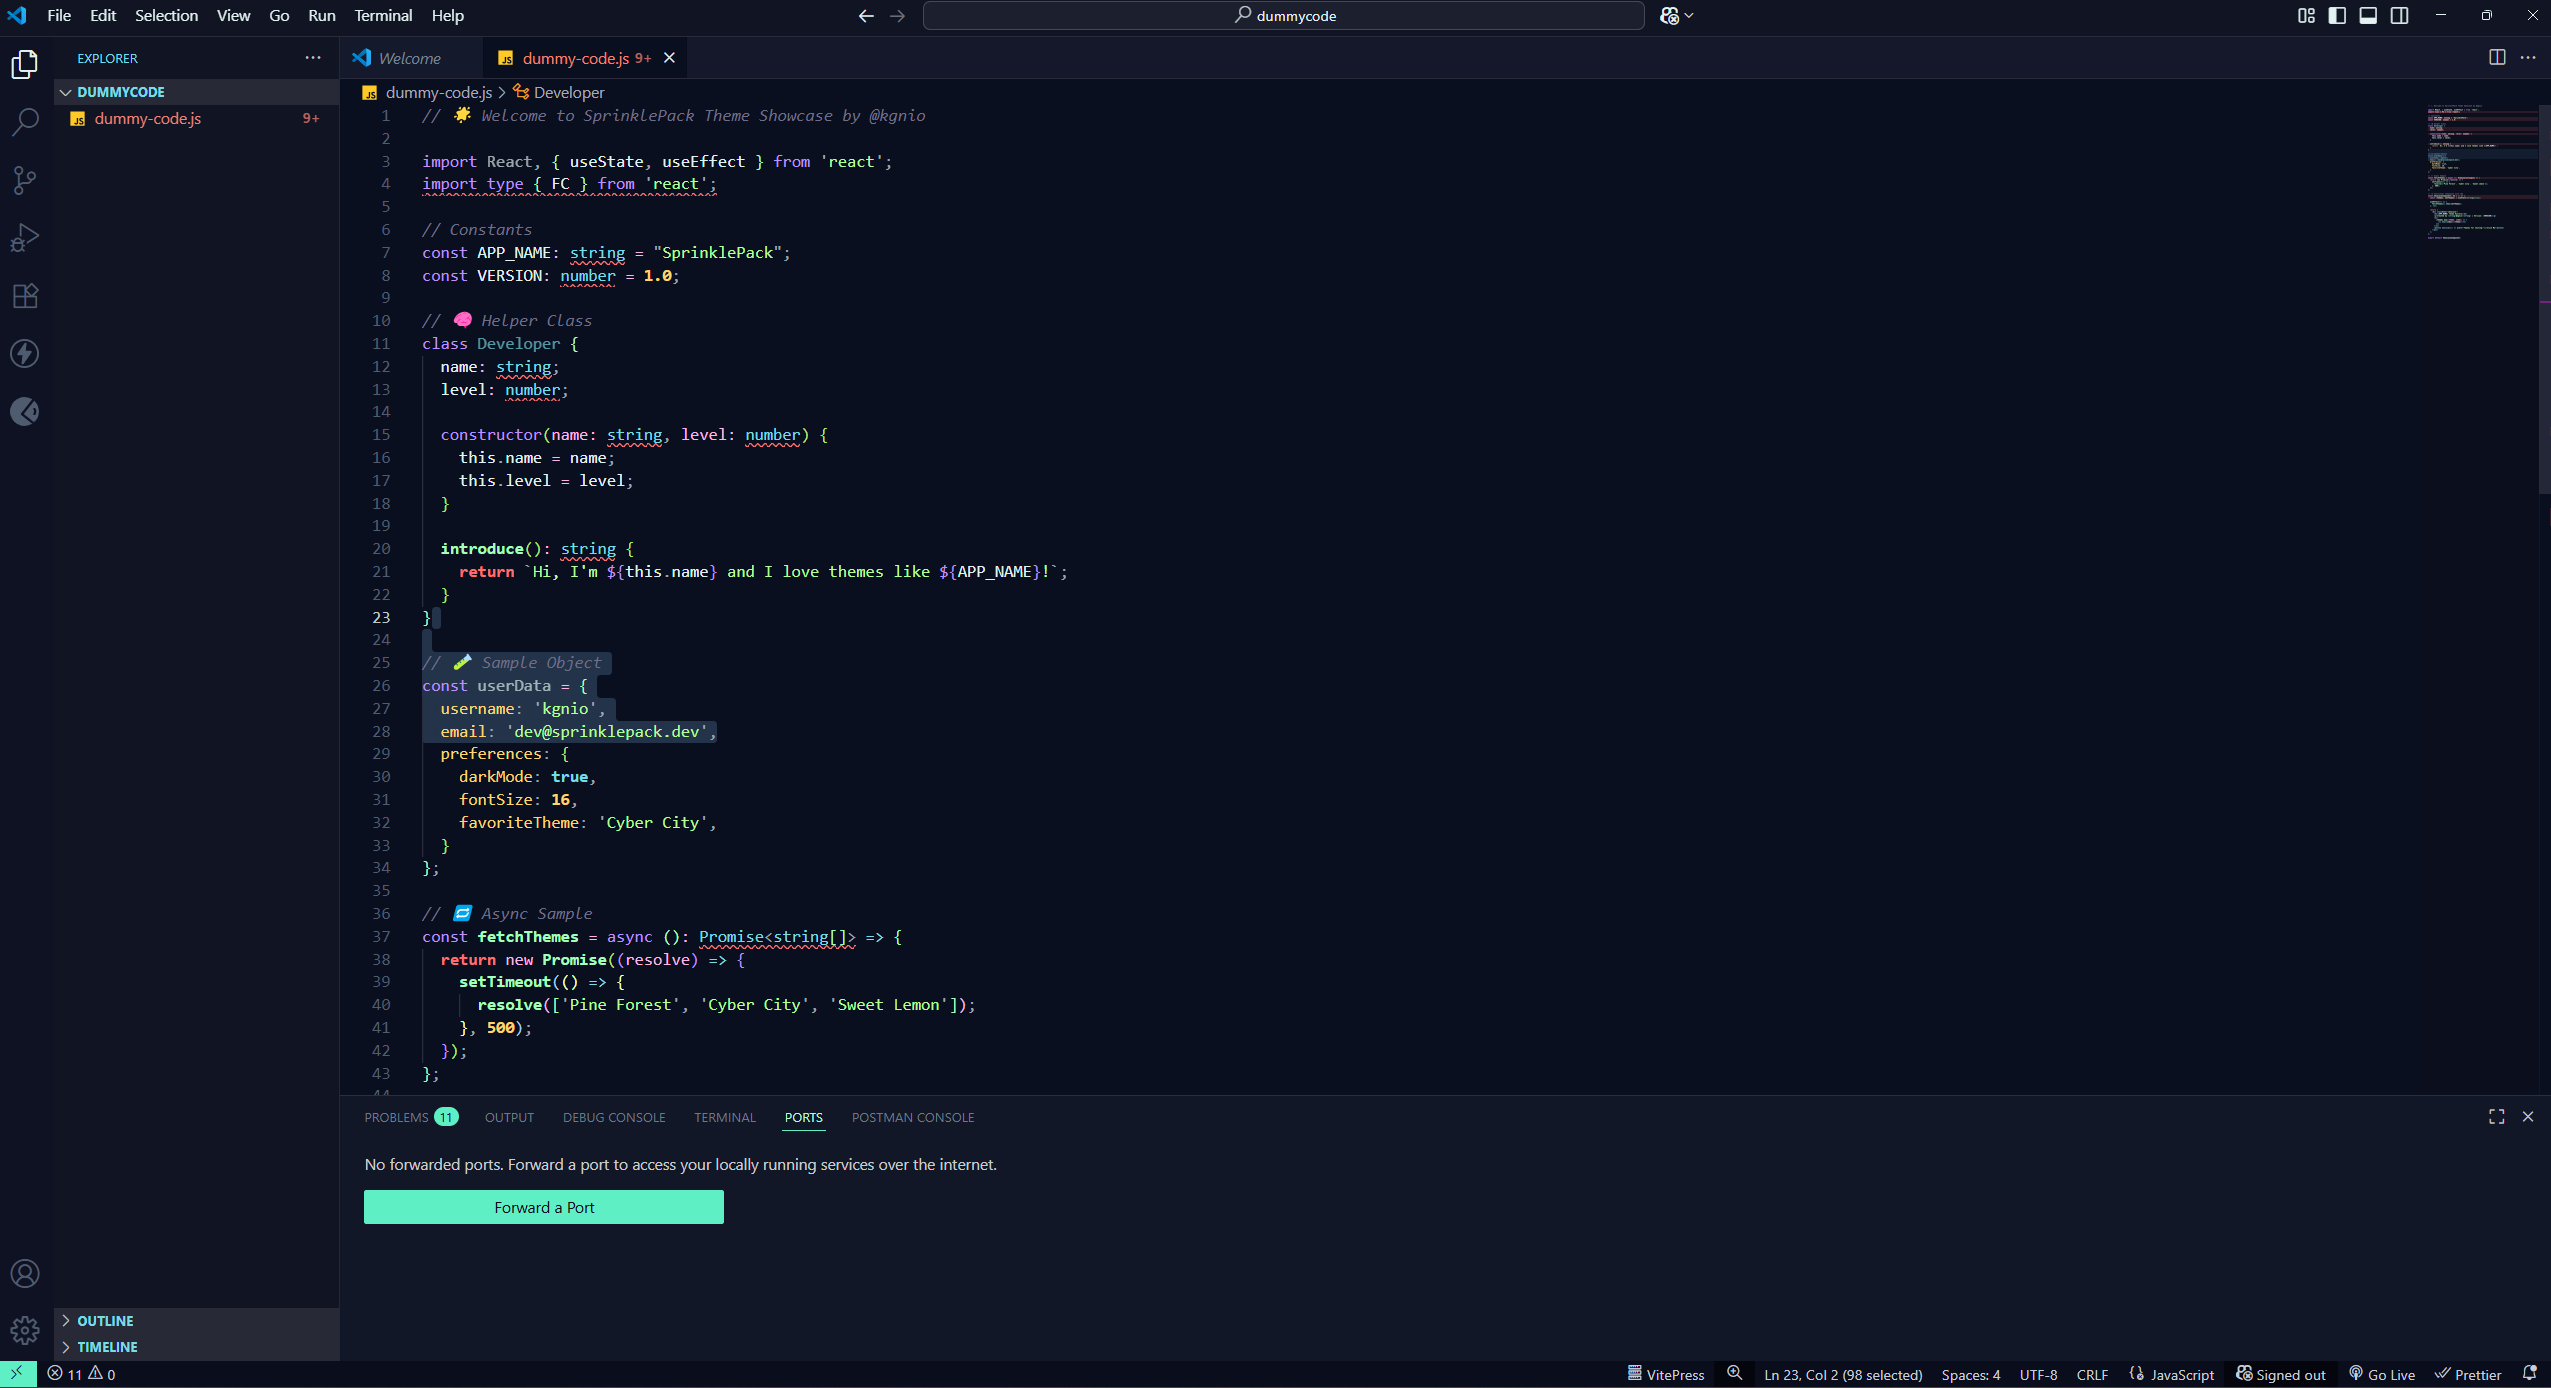 File Edit Selection View Go Run Terminal Help
dummycode
EXPLORER
DUMMYCODE
JS dummy-code.js 9+
OUTLINE
TIMELINE
Welcome
JS dummy-code.js 9+
JS dummy-code.js > Developer
1 // Welcome to SprinklePack Theme Showcase by @kgnio
2
3 import React, { useState, useEffect } from 'react';
4 import type { FC } from 'react';
5
6 // Constants
7 const APP_NAME: string = "SprinklePack";
8 const VERSION: number = 1.0;
9
10 // Helper Class
11 class Developer {
12 name: string;
13 level: number;
14
15 constructor(name: string, level: number) {
16 this.name = name;
17 this.level = level;
18 }
19
20 introduce(): string {
21 return `Hi, I'm ${this.name} and I love themes like ${APP_NAME}!`;
22 }
23 }
24
25 // Sample Object
26 const userData = {
27 username: 'kgnio',
28 email: 'dev@sprinklepack.dev',
29 preferences: {
30 darkMode: true,
31 fontSize: 16,
32 favoriteTheme: 'Cyber City',
33 }
34 };
35
36 // Async Sample
37 const fetchThemes = async (): Promise<string[]> => {
38 return new Promise((resolve) => {
39 setTimeout(() => {
40 resolve(['Pine Forest', 'Cyber City', 'Sweet Lemon']);
41 }, 500);
42 });
43 };
44
PROBLEMS 11 OUTPUT DEBUG CONSOLE TERMINAL PORTS POSTMAN CONSOLE
No forwarded ports. Forward a port to access your locally running services over the internet.
Forward a Port
11 0 VitePress Ln 23, Col 2 (98 selected) Spaces: 4 UTF-8 CRLF {} JavaScript Signed out Go Live Prettier